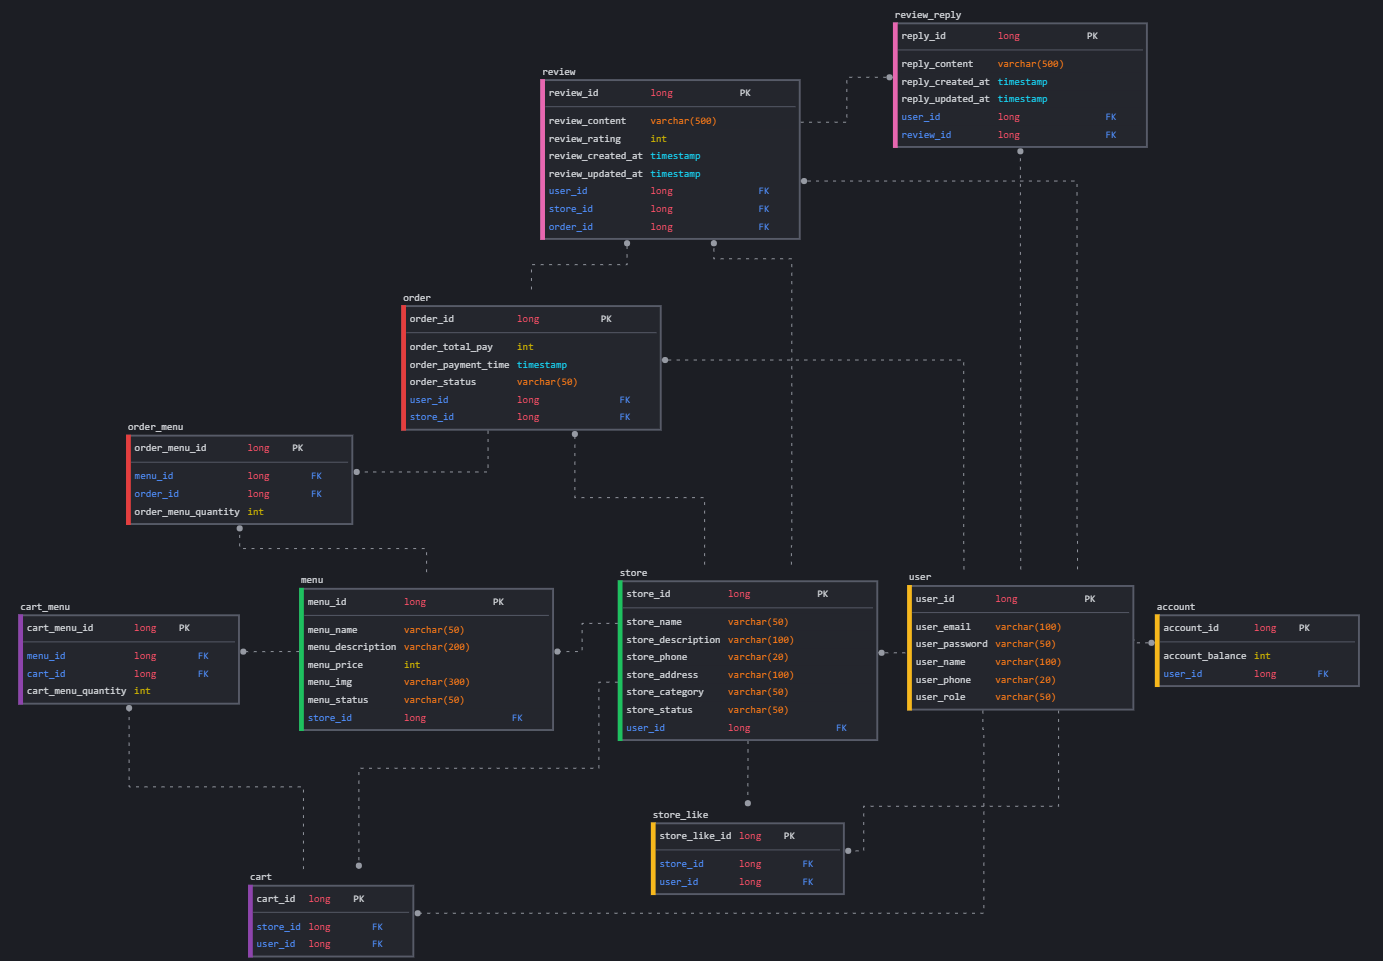 review_reply
reply_id long PK
reply_content varchar(500)
reply_created_at timestamp
reply_updated_at timestamp
user_id long FK
review_id long FK
review
review_id long PK
review_content varchar(500)
review_rating int
review_created_at timestamp
review_updated_at timestamp
user_id long FK
store_id long FK
order_id long FK
order
order_id long PK
order_total_pay int
order_payment_time timestamp
order_status varchar(50)
user_id long FK
store_id long FK
order_menu
order_menu_id long PK
menu_id long FK
order_id long FK
order_menu_quantity int
cart_menu
cart_menu_id long PK
menu_id long FK
cart_id long FK
cart_menu_quantity int
menu
menu_id long PK
menu_name varchar(50)
menu_description varchar(200)
menu_price int
menu_img varchar(300)
menu_status varchar(50)
store_id long FK
store
store_id long PK
store_name varchar(50)
store_description varchar(100)
store_phone varchar(20)
store_address varchar(100)
store_category varchar(50)
store_status varchar(50)
user_id long FK
user
user_id long PK
user_email varchar(100)
user_password varchar(50)
user_name varchar(100)
user_phone varchar(20)
user_role varchar(50)
account
account_id long PK
account_balance int
user_id long FK
store_like
store_like_id long PK
store_id long FK
user_id long FK
cart
cart_id long PK
store_id long FK
user_id long FK